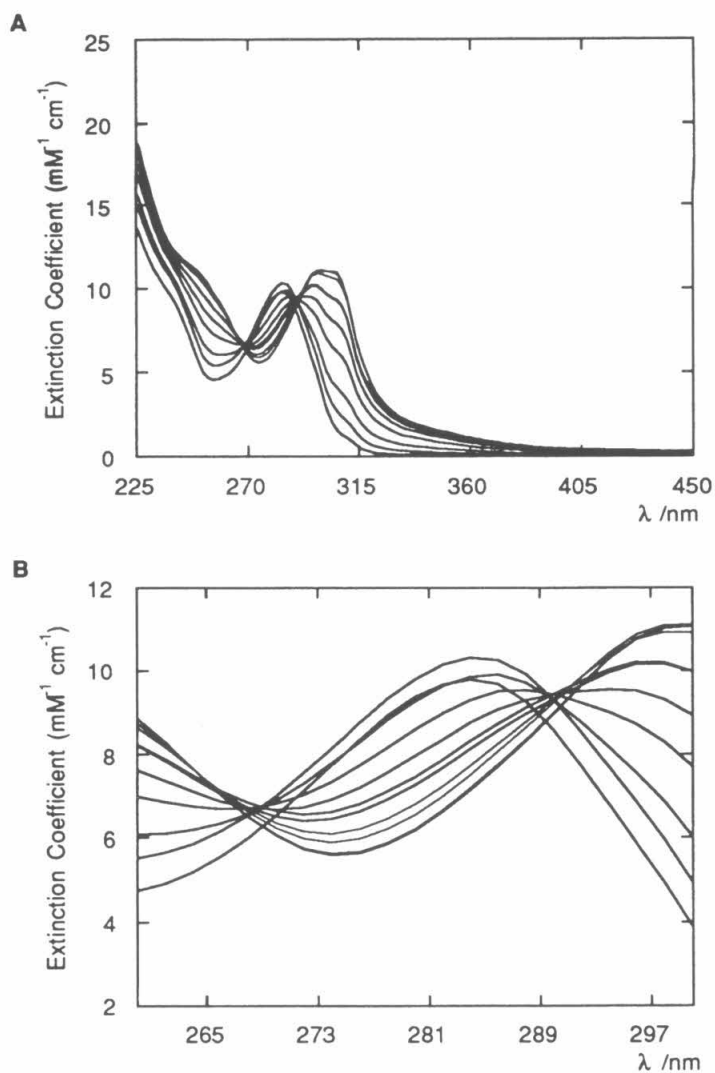 A
25
20
15
10
5
0
Extinction Coefficient (mM⁻¹ cm⁻¹)
225 270 315 360 405 450
λ /nm
B
12
10
8
6
4
2
Extinction Coefficient (mM⁻¹ cm⁻¹)
265 273 281 289 297
λ /nm